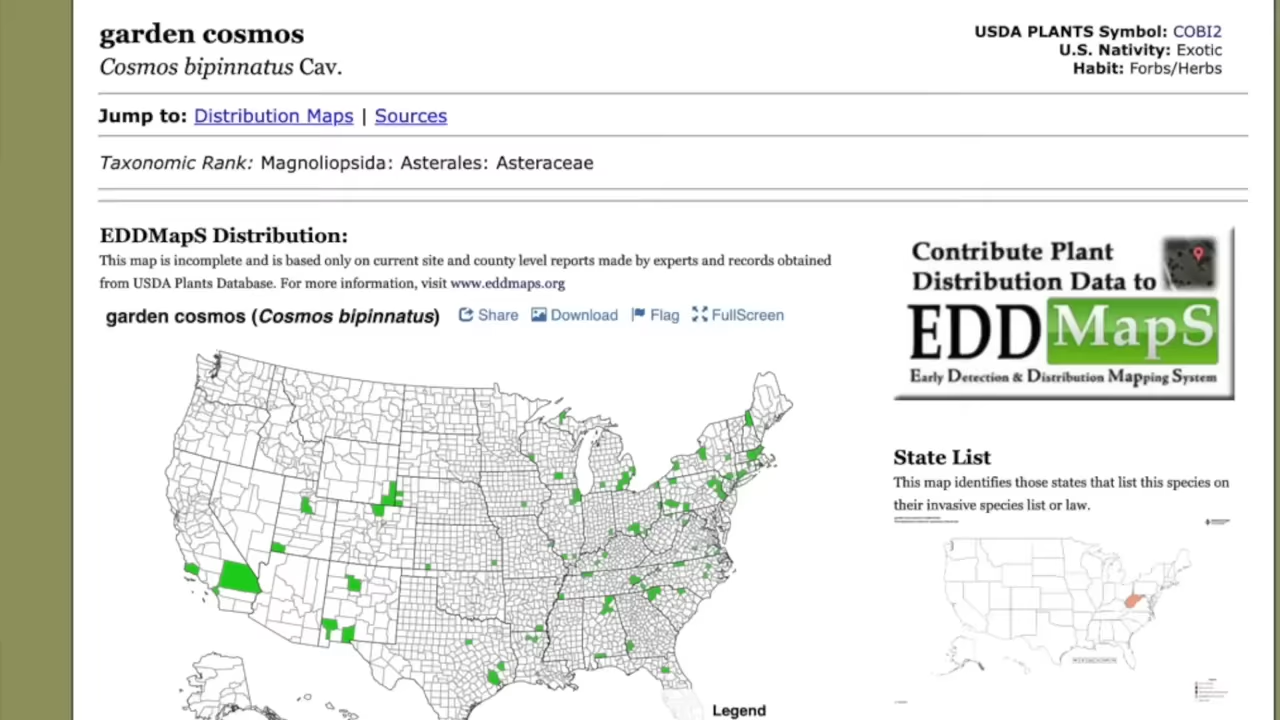 garden cosmos
Cosmos bipinnatus Cav.
USDA PLANTS Symbol: COBI2
U.S. Nativity: Exotic
Habit: Forbs/Herbs
Jump to: Distribution Maps | Sources
Taxonomic Rank: Magnoliopsida: Asterales: Asteraceae
EDDMapS Distribution:
This map is incomplete and is based only on current site and county level reports made by experts and records obtained
from USDA Plants Database. For more information, visit www.eddmaps.org
garden cosmos (Cosmos bipinnatus) Share Download Flag FullScreen
Legend
Contribute Plant
Distribution Data to
EDDMapS
Early Detection & Distribution Mapping System
State List
This map identifies those states that list this species on
their invasive species list or law.